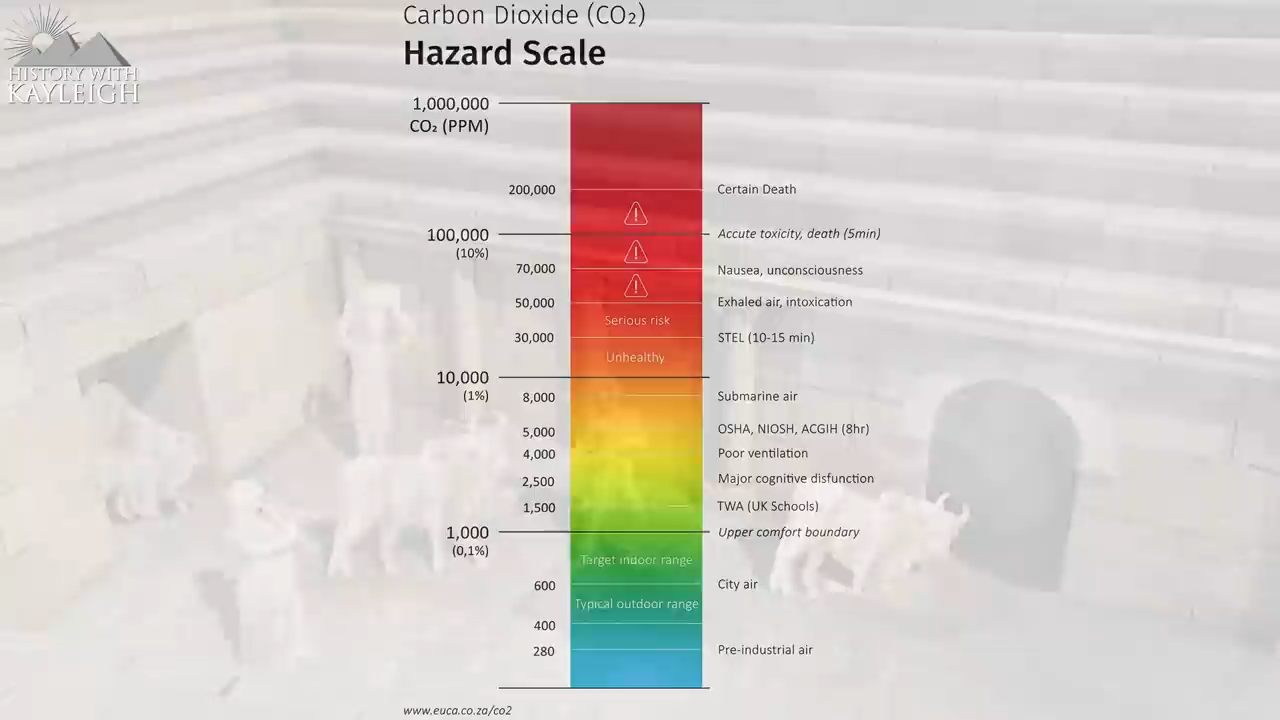 Carbon Dioxide (CO₂)
Hazard Scale
HISTORY WITH
KAYLEIGH
1,000,000
CO₂ (PPM)
200,000 Certain Death
100,000 Accute toxicity, death (5min)
(10%)
70,000 Nausea, unconsciousness
50,000 Exhaled air, intoxication
Serious risk
30,000 STEL (10-15 min)
Unhealthy
10,000
(1%)
8,000 Submarine air
5,000 OSHA, NIOSH, ACGIH (8hr)
4,000 Poor ventilation
2,500 Major cognitive disfunction
1,500 TWA (UK Schools)
1,000 Upper comfort boundary
(0,1%)
Target indoor range
600 City air
Typical outdoor range
400
280 Pre-industrial air
www.euca.co.za/co2